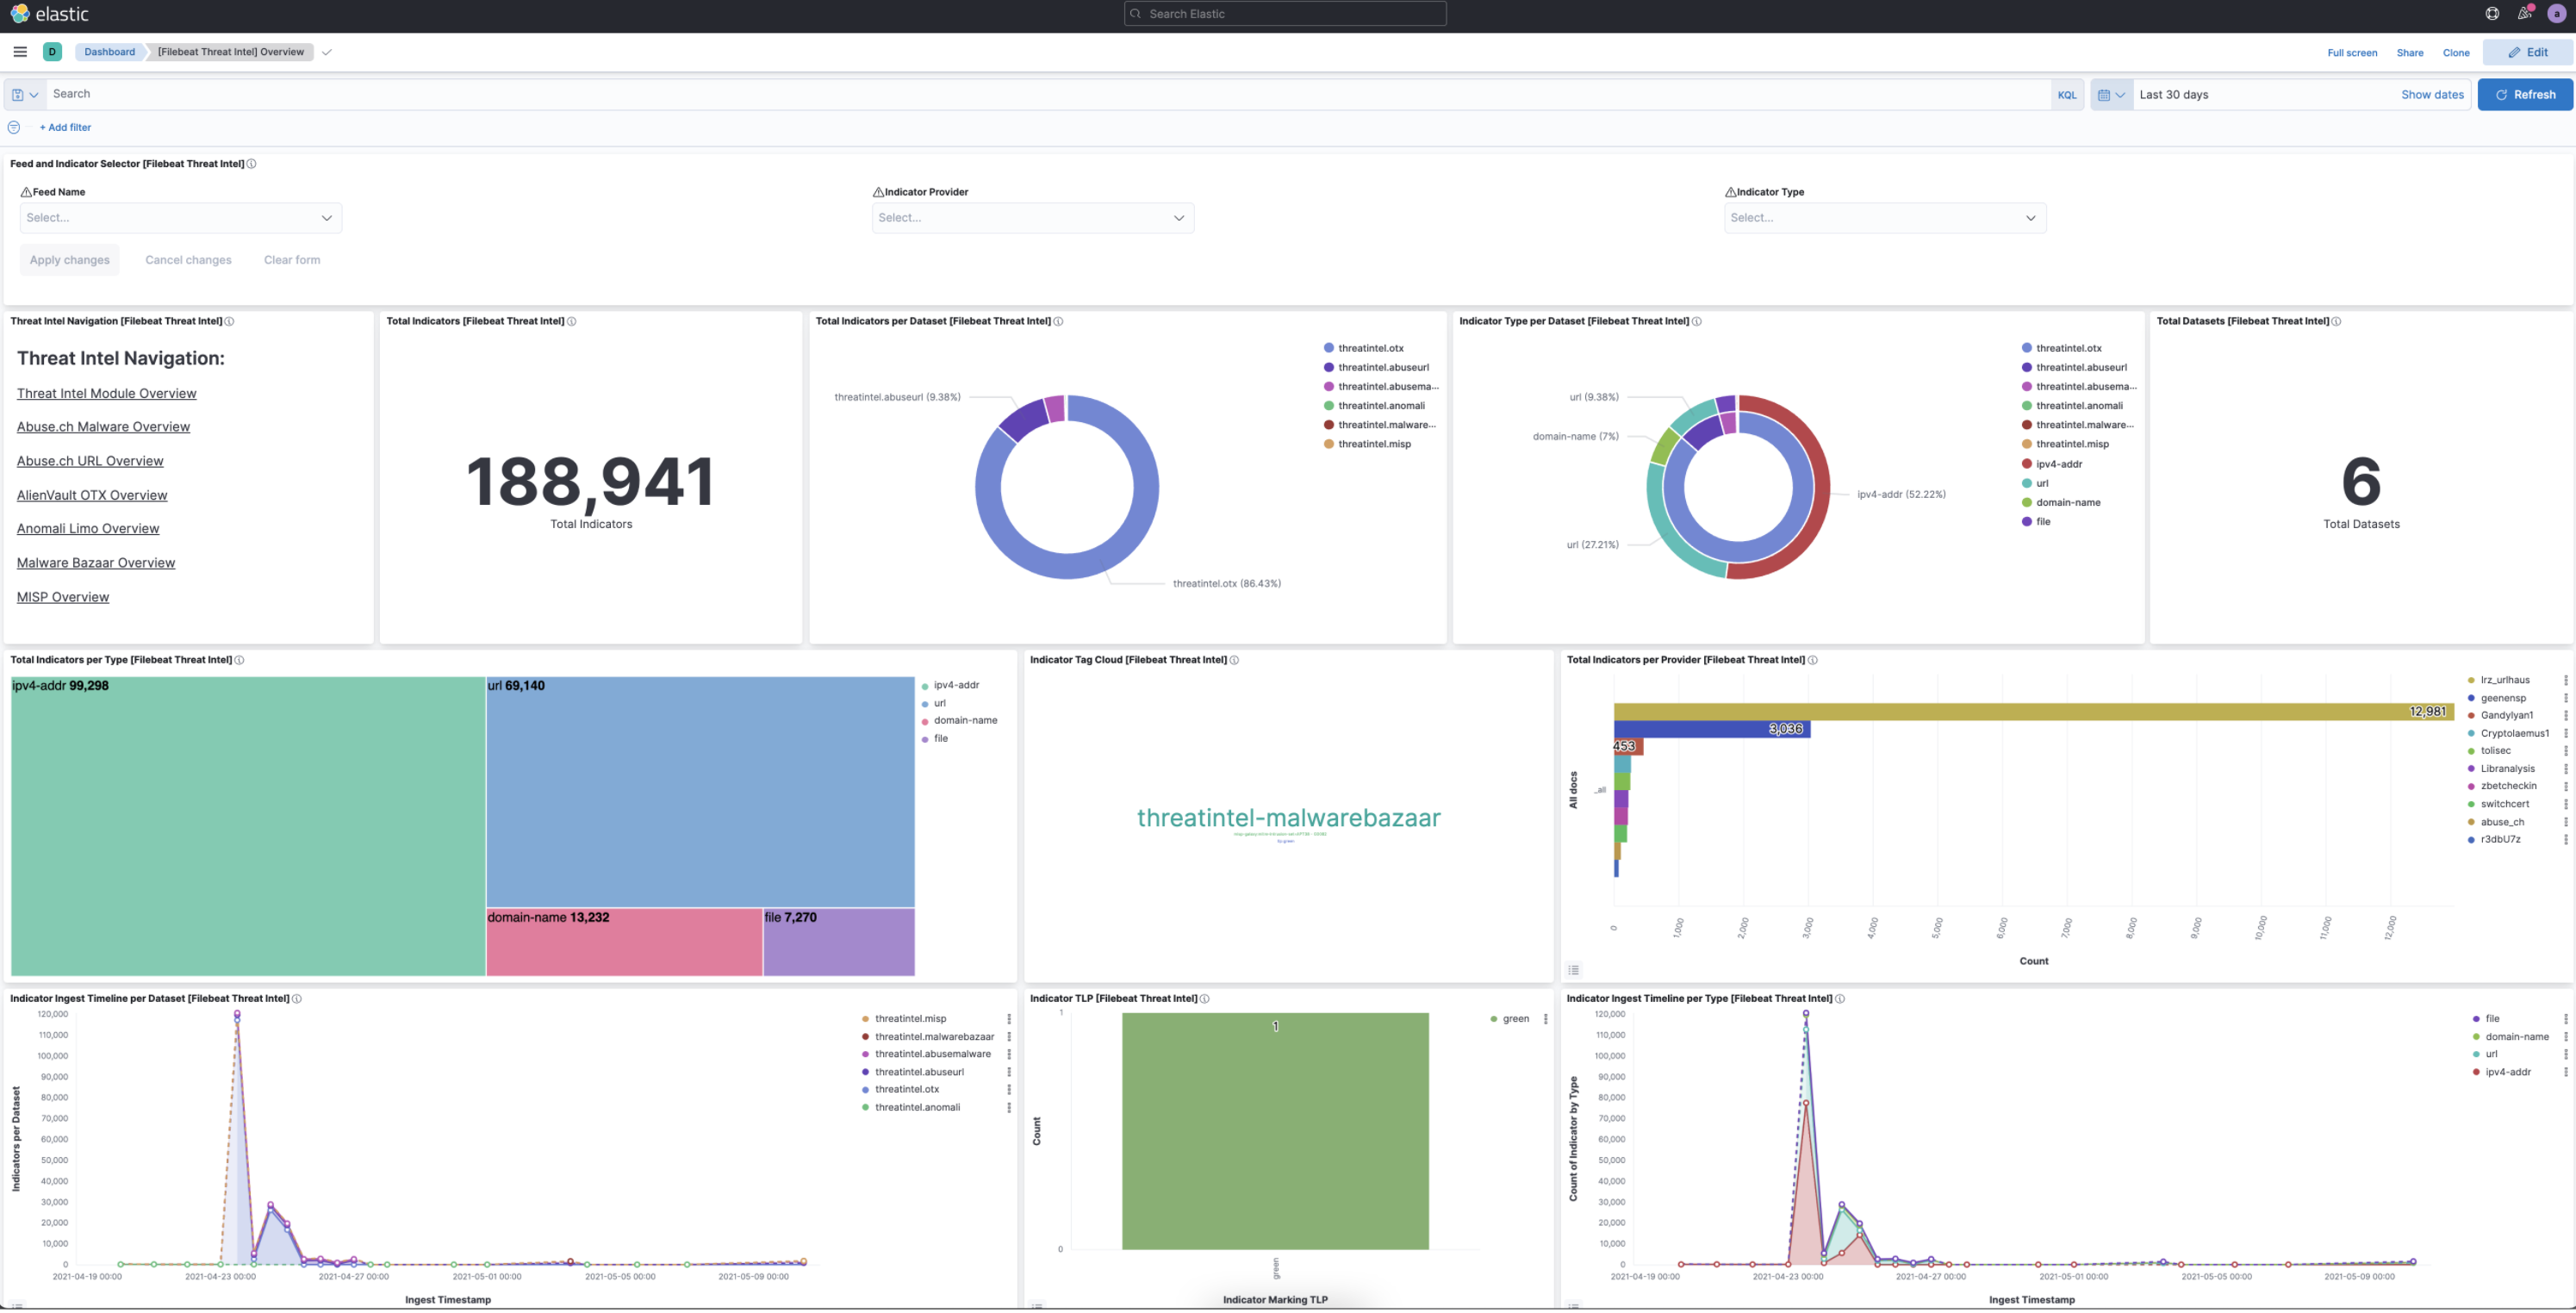 elastic
Search Elastic
a
D
Dashboard
[Filebeat Threat Intel] Overview
Full screen
Share
Clone
Edit
Search
KQL
Last 30 days
Show dates
Refresh
+ Add filter
Feed and Indicator Selector [Filebeat Threat Intel]
Feed Name
Indicator Provider
Indicator Type
Select...
Select...
Select...
Apply changes
Cancel changes
Clear form
Threat Intel Navigation [Filebeat Threat Intel]
Threat Intel Navigation:
Threat Intel Module Overview
Abuse.ch Malware Overview
Abuse.ch URL Overview
AlienVault OTX Overview
Anomali Limo Overview
Malware Bazaar Overview
MISP Overview
Total Indicators [Filebeat Threat Intel]
188,941
Total Indicators
Total Indicators per Dataset [Filebeat Threat Intel]
threatintel.abuseurl (9.38%)
threatintel.otx (86.43%)
threatintel.otx
threatintel.abuseurl
threatintel.abusema...
threatintel.anomali
threatintel.malware...
threatintel.misp
Indicator Type per Dataset [Filebeat Threat Intel]
url (9.38%)
domain-name (7%)
url (27.21%)
ipv4-addr (52.22%)
threatintel.otx
threatintel.abuseurl
threatintel.abusema...
threatintel.anomali
threatintel.malware...
threatintel.misp
ipv4-addr
url
domain-name
file
Total Datasets [Filebeat Threat Intel]
6
Total Datasets
Total Indicators per Type [Filebeat Threat Intel]
ipv4-addr 99,298
url 69,140
domain-name 13,232
file 7,270
ipv4-addr
url
domain-name
file
Indicator Tag Cloud [Filebeat Threat Intel]
threatintel-malwarebazaar
tlp:green
Total Indicators per Provider [Filebeat Threat Intel]
All docs
_all
12,981
3,036
453
0
1,000
2,000
3,000
4,000
5,000
6,000
7,000
8,000
9,000
10,000
11,000
12,000
Count
lrz_urlhaus
geenensp
Gandylyan1
Cryptolaemus1
tolisec
Libranalysis
zbetcheckin
switchcert
abuse_ch
r3dbU7z
Indicator Ingest Timeline per Dataset [Filebeat Threat Intel]
Indicators per Dataset
120,000
110,000
100,000
90,000
80,000
70,000
60,000
50,000
40,000
30,000
20,000
10,000
0
2021-04-19 00:00
2021-04-23 00:00
2021-04-27 00:00
2021-05-01 00:00
2021-05-05 00:00
2021-05-09 00:00
Ingest Timestamp
threatintel.misp
threatintel.malwarebazaar
threatintel.abusemalware
threatintel.abuseurl
threatintel.otx
threatintel.anomali
Indicator TLP [Filebeat Threat Intel]
Count
1
0
1
green
Indicator Marking TLP
green
Indicator Ingest Timeline per Type [Filebeat Threat Intel]
Count of Indicator by Type
120,000
110,000
100,000
90,000
80,000
70,000
60,000
50,000
40,000
30,000
20,000
10,000
0
2021-04-19 00:00
2021-04-23 00:00
2021-04-27 00:00
2021-05-01 00:00
2021-05-05 00:00
2021-05-09 00:00
Ingest Timestamp
file
domain-name
url
ipv4-addr